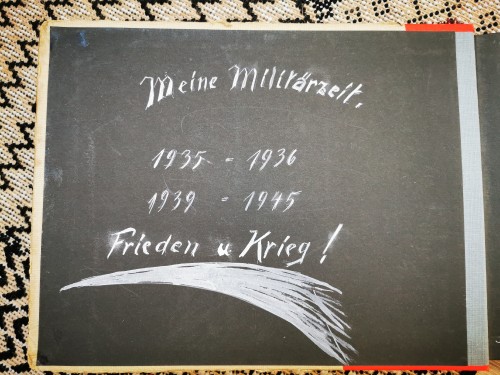 Meine Militärzeit.
1935 - 1936
1939 - 1945
Frieden u Krieg!